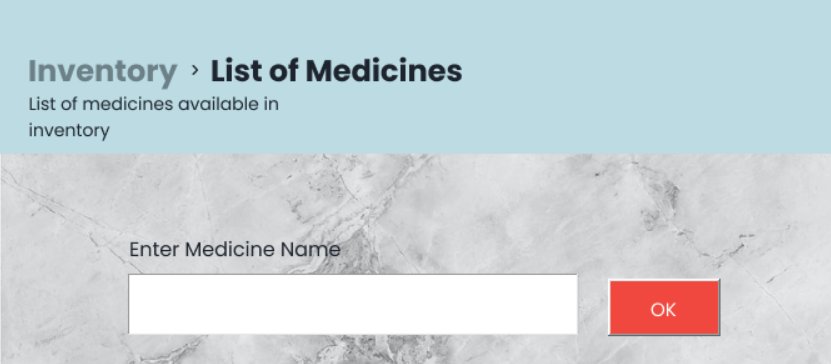 Inventory › List of Medicines
List of medicines available in
inventory
Enter Medicine Name
OK